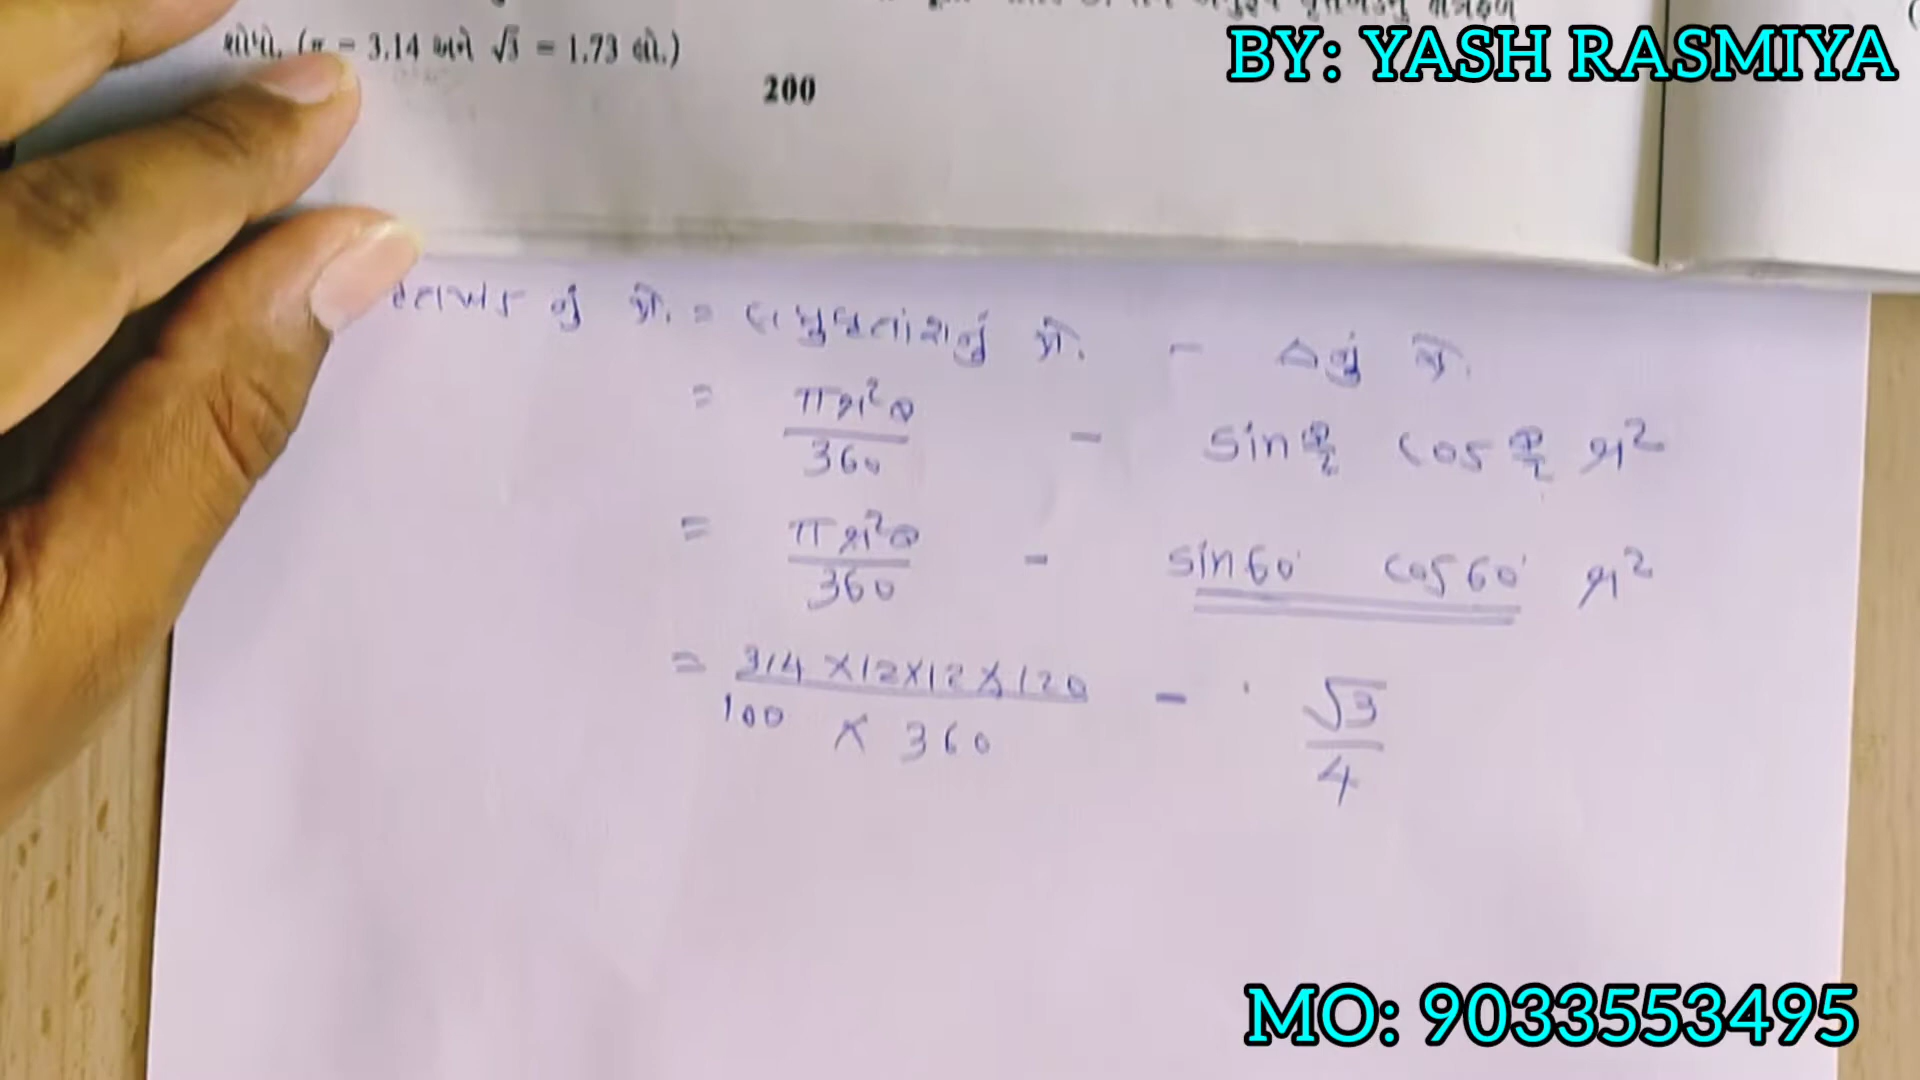 BY: YASH RASMIYA
શોધો. (π = 3.14 અને √3 = 1.73 લો.)
200
નું ક્ષે. = લઘુવૃતાંશનું ક્ષે. - Δનું ક્ષે.
= πr²θ/360 - sin θ/2 cos θ/2 r²
= πr²θ/360 - sin60° cos60° r²
= 314 ×12×12×120 / 100 × 360 - √3/4
MO: 9033553495